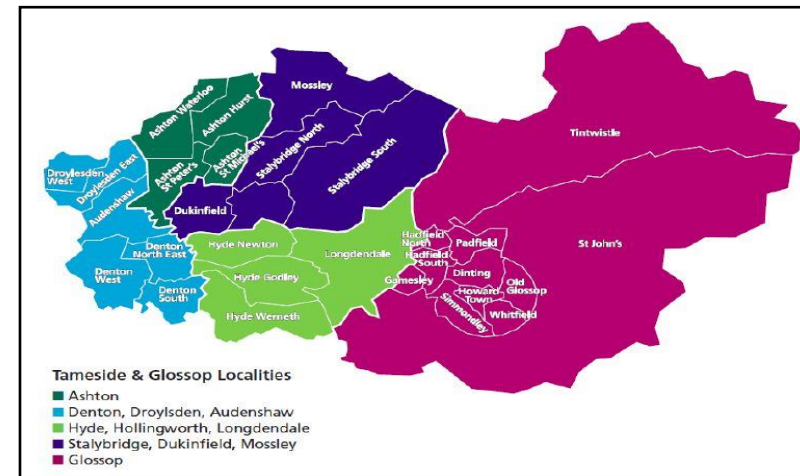 Mossley
Ashton Waterloo
Ashton Hurst
Tintwistle
Ashton
St Peter's
Ashton
St Michael's
Stalybridge North
Stalybridge South
Droylesden
West
Droylesden East
Audenshaw
Dukinfield
Hyde Newton
Longdendale
Hadfield
North
Padfield
St John's
Denton
North East
Denton
West
Hadfield
South
Hyde Godley
Gamesley
Dinting
Old
Glossop
Denton
South
Howard
Town
Simmondley
Whitfield
Hyde Werneth
Tameside & Glossop Localities
Ashton
Denton, Droylsden, Audenshaw
Hyde, Hollingworth, Longdendale
Stalybridge, Dukinfield, Mossley
Glossop